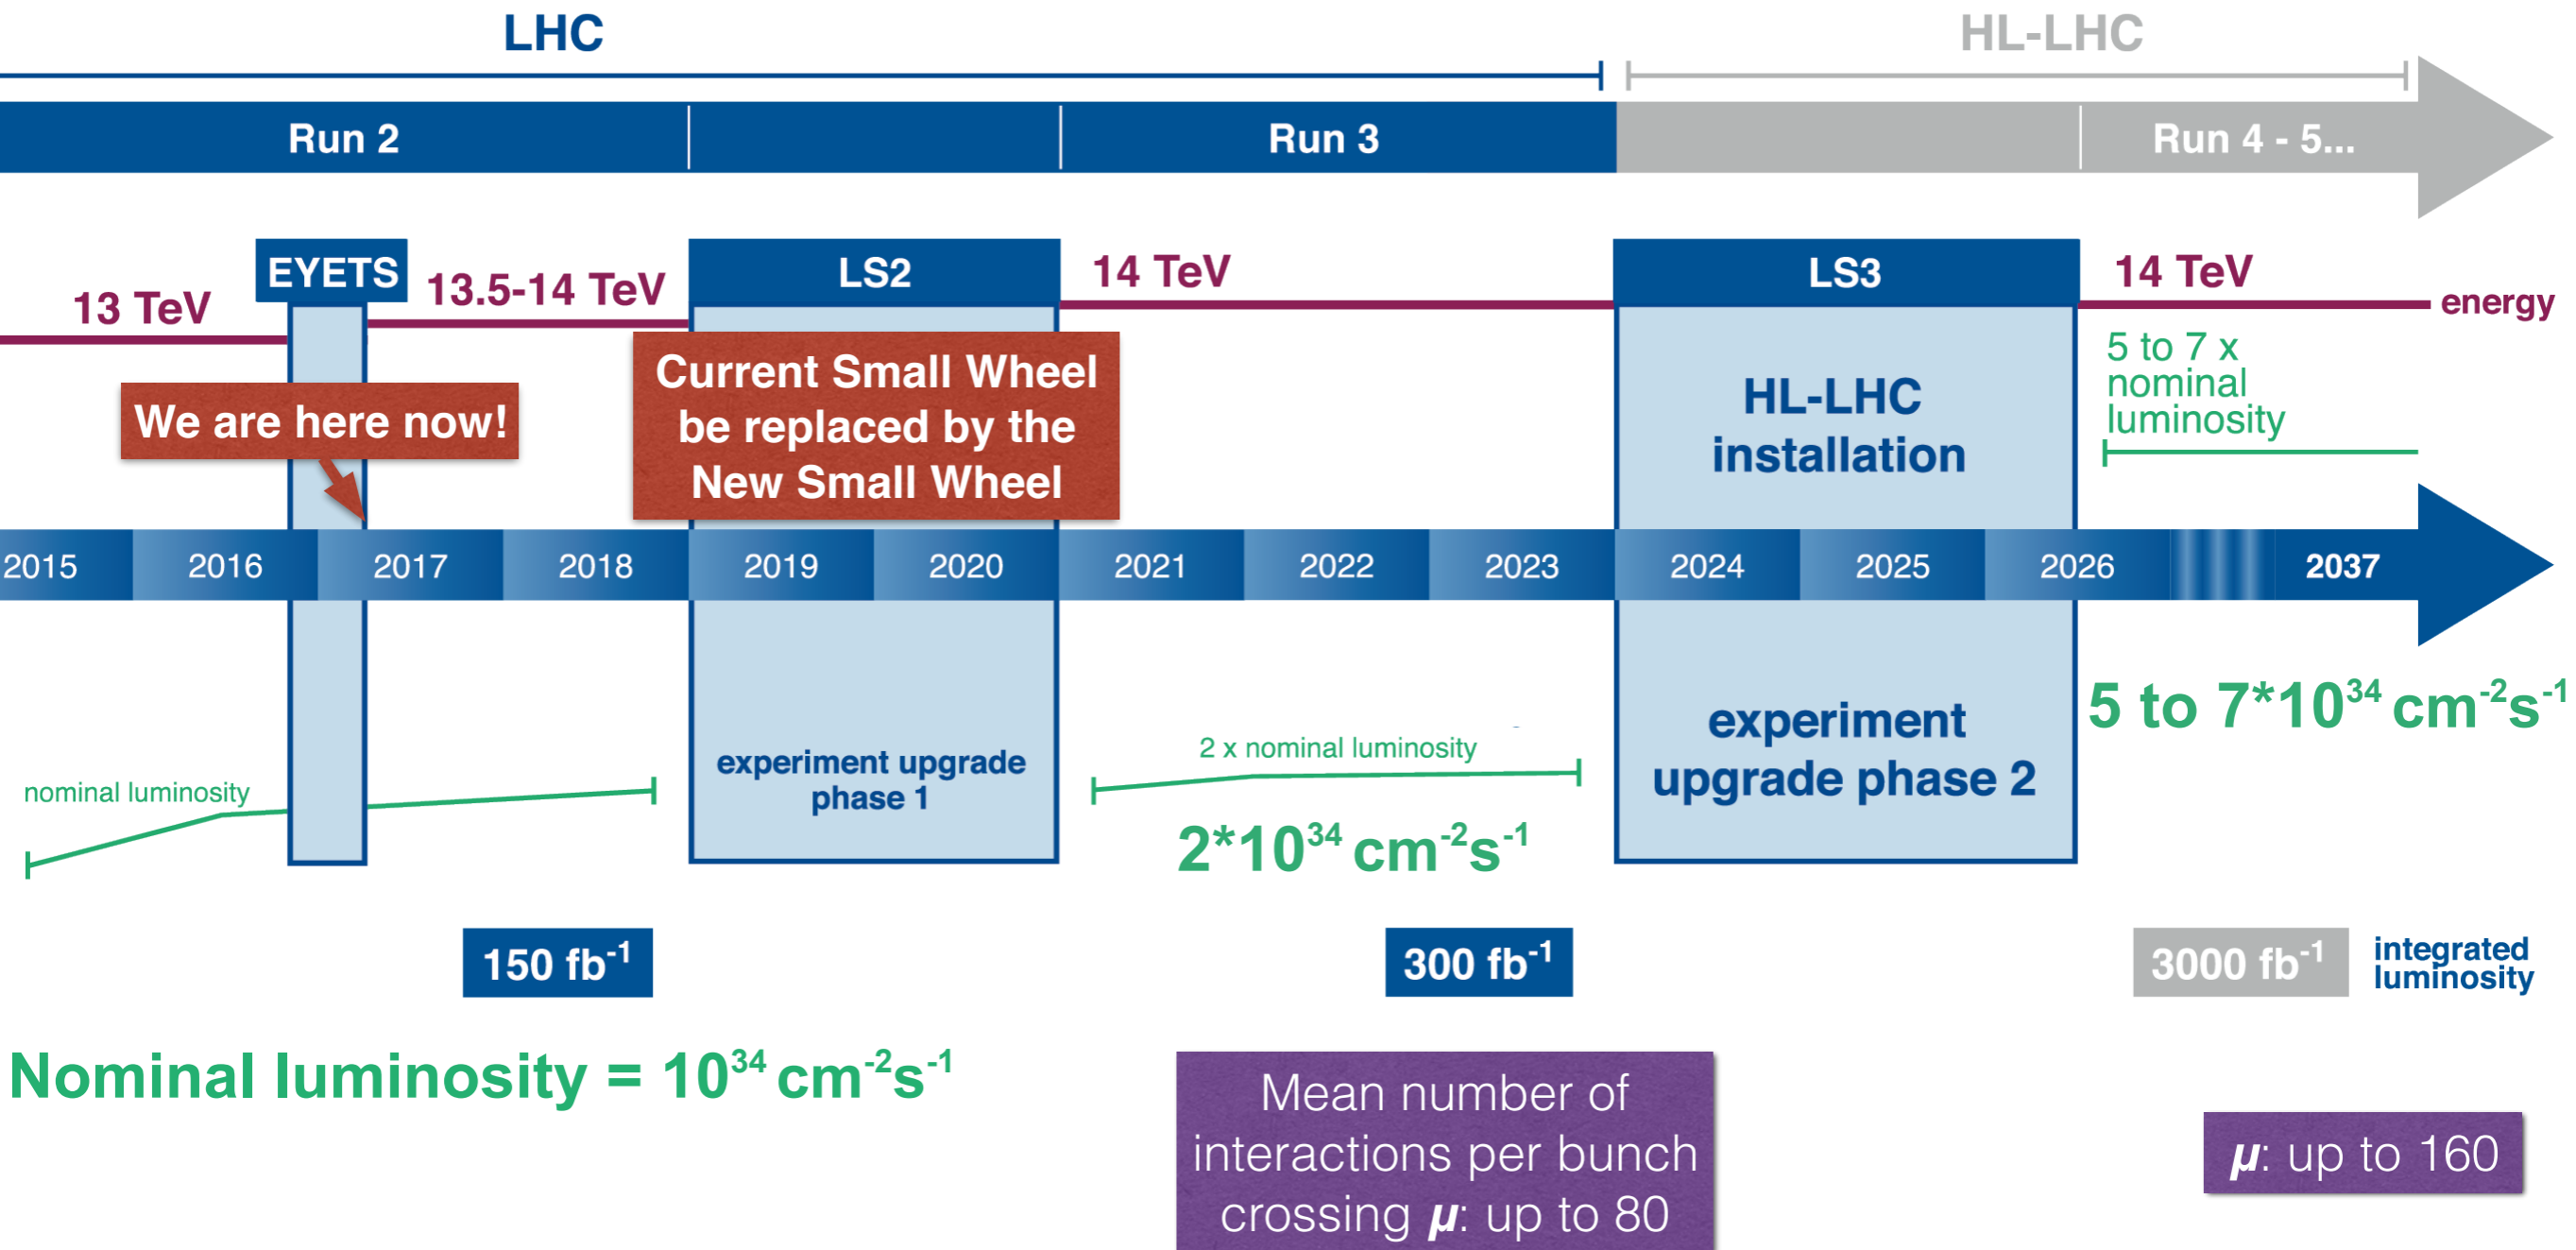 LHC
HL-LHC
Run 2
Run 3
Run 4 - 5...
EYETS
LS2
LS3
13 TeV
13.5-14 TeV
14 TeV
14 TeV
energy
We are here now!
Current Small Wheel
be replaced by the
New Small Wheel
HL-LHC
installation
5 to 7 x
nominal
luminosity
2015 2016 2017 2018 2019 2020 2021 2022 2023 2024 2025 2026 2037
nominal luminosity
experiment upgrade
phase 1
2 x nominal luminosity
2*10³⁴ cm⁻²s⁻¹
experiment
upgrade phase 2
5 to 7*10³⁴ cm⁻²s⁻¹
150 fb⁻¹
300 fb⁻¹
3000 fb⁻¹
integrated
luminosity
Nominal luminosity = 10³⁴ cm⁻²s⁻¹
Mean number of
interactions per bunch
crossing μ: up to 80
μ: up to 160